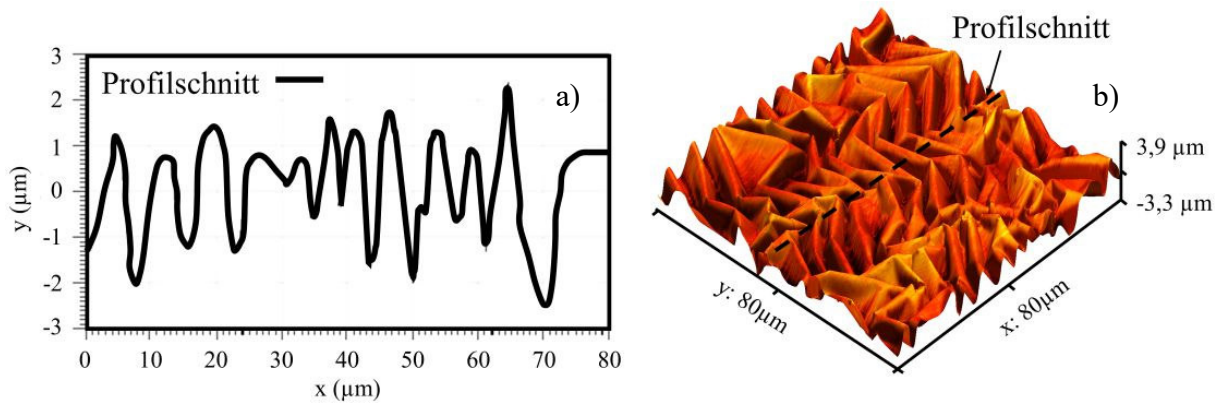 3
2
1
0
-1
-2
-3
y (µm)
Profilschnitt
a)
0 10 20 30 40 50 60 70 80
x (µm)
Profilschnitt
b)
3,9 µm
-3,3 µm
y: 80µm
x: 80µm